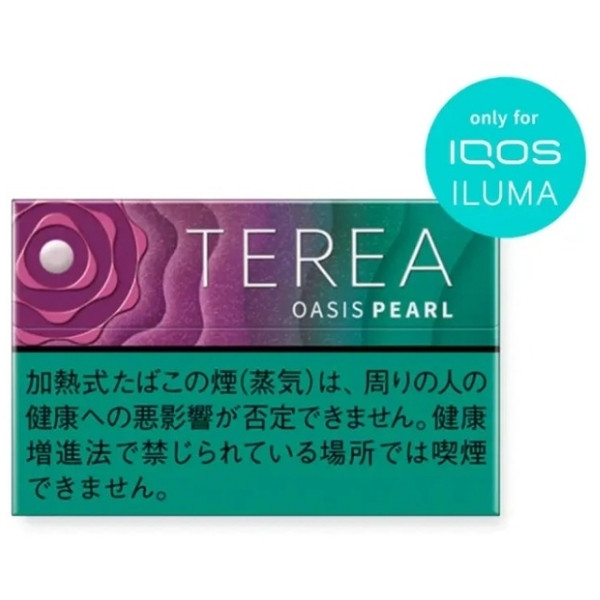 only for
IQOS
ILUMA
TEREA
OASIS PEARL
加熱式たばこの煙(蒸気)は、周りの人の
健康への悪影響が否定できません。健康
増進法で禁じられている場所では喫煙
できません。